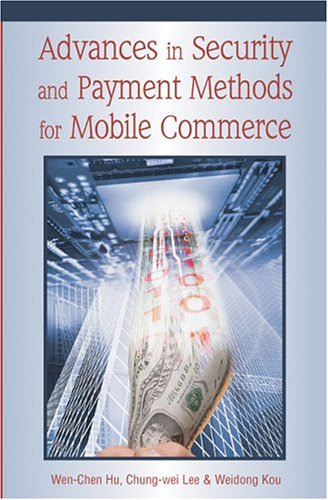 Advances in Security
and Payment Methods
for Mobile Commerce
Wen-Chen Hu, Chung-wei Lee & Weidong Kou